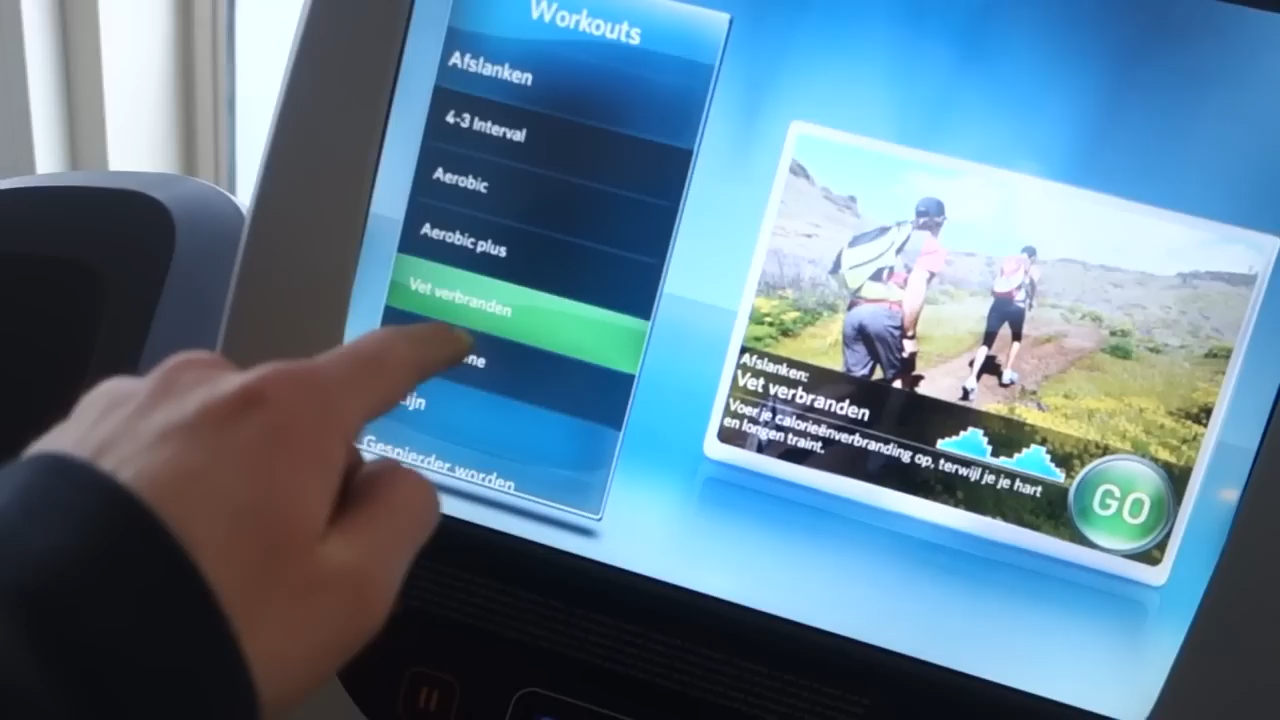 Workouts
Afslanken
4-3 Interval
Aerobic
Aerobic plus
Vet verbranden
Gespierder worden
Afslanken:
Vet verbranden
Voer je calorieënverbranding op, terwijl je je hart
en longen traint.
GO